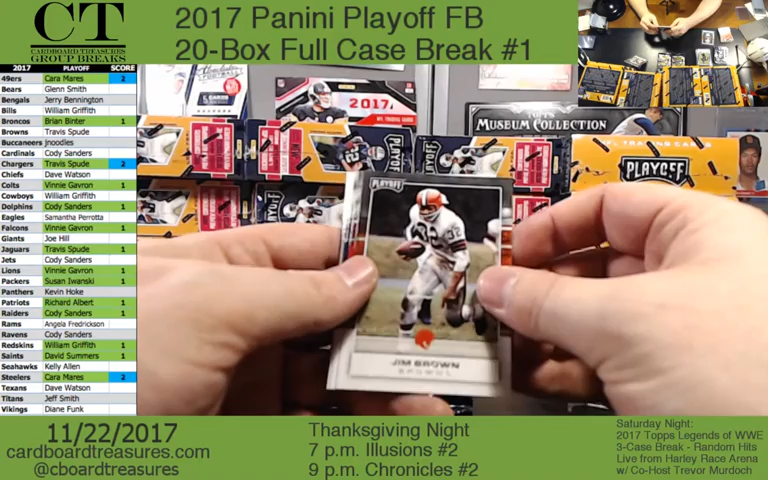 CT
CARDBOARD TREASURES
GROUP BREAKS
2017 Panini Playoff FB
20-Box Full Case Break #1
2017 PLAYOFF SCORE
49ers Cara Mares 2
Bears Glenn Smith
Bengals Jerry Bennington
Bills William Griffith
Broncos Brian Binter 1
Browns Travis Spude
Buccaneers Jnoodles
Cardinals Cody Sanders
Chargers Travis Spude 2
Chiefs Dave Watson
Colts Vinnie Gavron 1
Cowboys William Griffith
Dolphins Cody Sanders 1
Eagles Samantha Perrotta
Falcons Vinnie Gavron 1
Giants Joe Hill
Jaguars Travis Spude 1
Jets Cody Sanders
Lions Vinnie Gavron 1
Packers Susan Iwanski 1
Panthers Kevin Hoke
Patriots Richard Albert 1
Raiders Cody Sanders 1
Rams Angela Fredrickson
Ravens Cody Sanders
Redskins William Griffith 1
Saints David Summers 1
Seahawks Kelly Allen
Steelers Cara Mares 2
Texans Dave Watson
Titans Jeff Smith
Vikings Diane Funk
2017
TOPPS
MUSEUM COLLECTION
PLAYOFF
PLAYOFF
32
JIM BROWN
BROWNS
11/22/2017
cardboardtreasures.com
@cboardtreasures
Thanksgiving Night
7 p.m. Illusions #2
9 p.m. Chronicles #2
Saturday Night:
2017 Topps Legends of WWE
3-Case Break - Random Hits
Live from Harley Race Arena
w/ Co-Host Trevor Murdoch